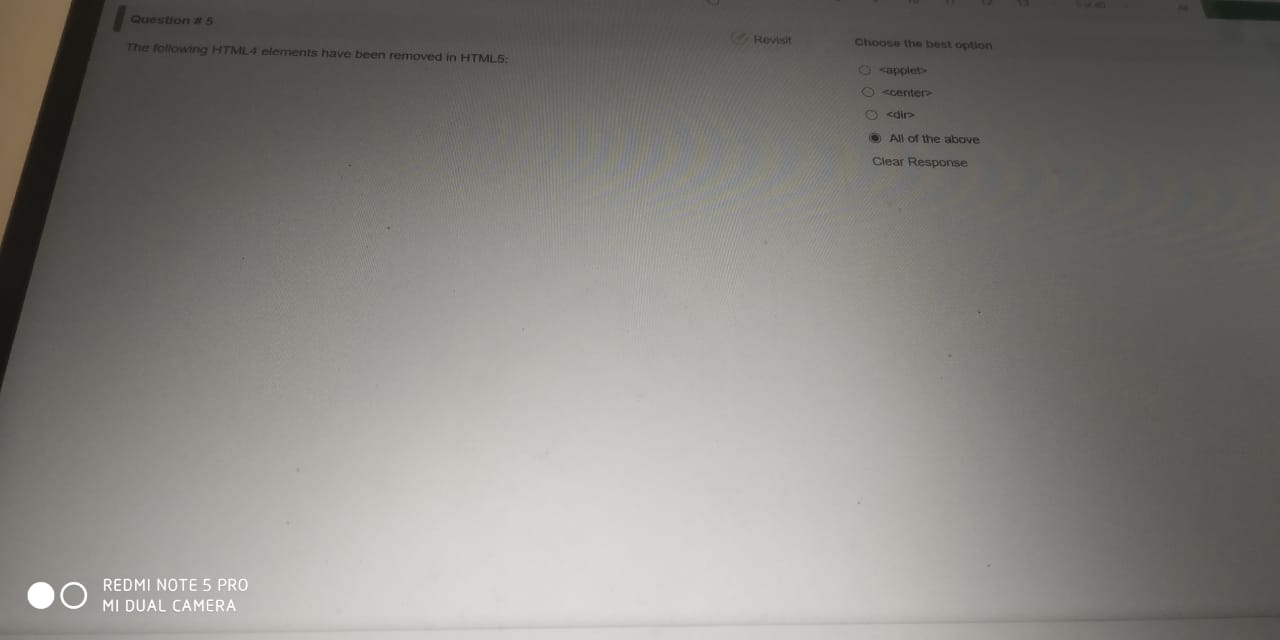 Question # 5
The following HTML4 elements have been removed in HTML5:
Revisit
Choose the best option
<applet>
<center>
<dir>
All of the above
Clear Response
REDMI NOTE 5 PRO
MI DUAL CAMERA